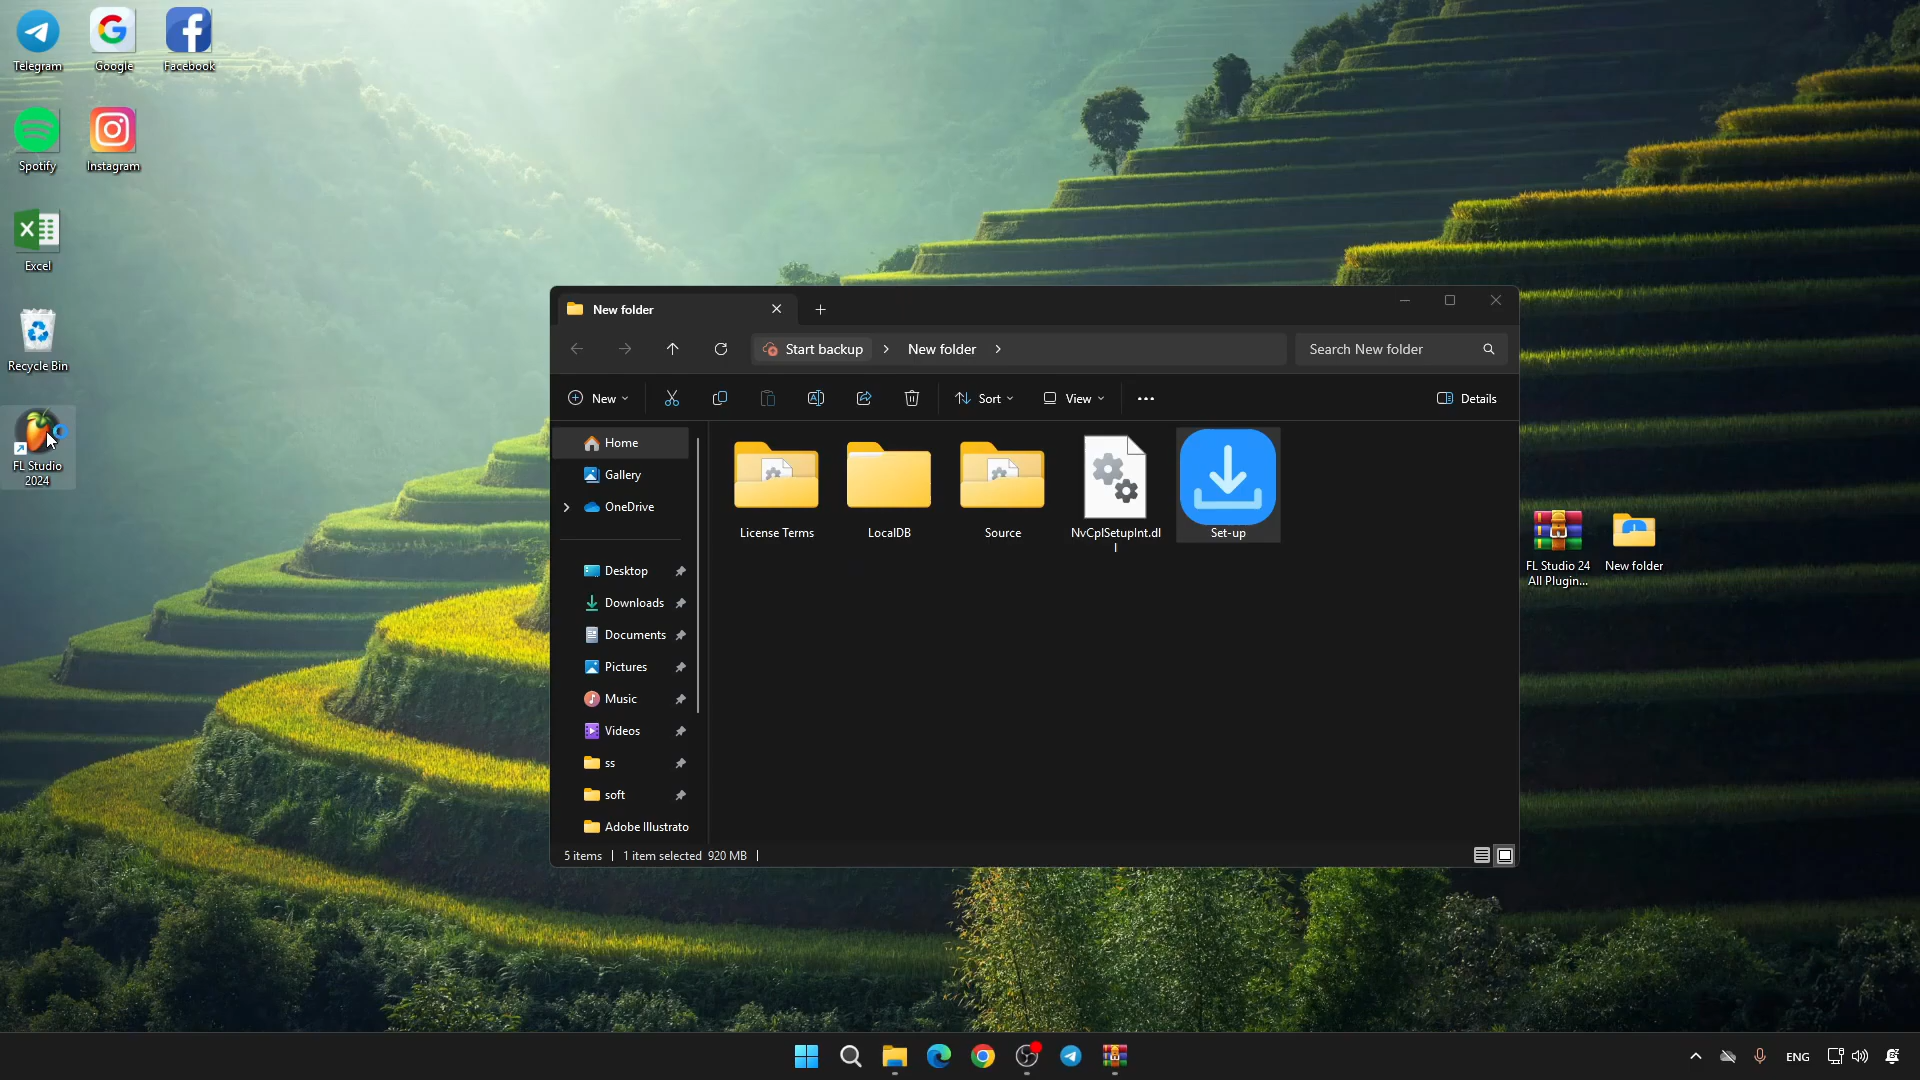 Telegram
Google
Facebook
Spotify
Instagram
Excel
Recycle Bin
FL Studio
2024
New folder
Start backup
New folder
Search New folder
New
Sort
View
Details
Home
Gallery
OneDrive
Desktop
Downloads
Documents
Pictures
Music
Videos
ss
soft
Adobe Illustrato
License Terms
LocalDB
Source
NvCplSetupInt.dl
l
Set-up
5 items
1 item selected 920 MB
FL Studio 24
All Plugin...
New folder
ENG